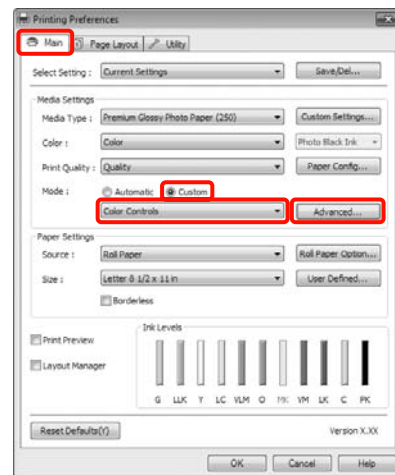 Printing Preferences
Main Page Layout Utility
Select Setting : Current Settings Save/Del...
Media Settings
Media Type : Premium Glossy Photo Paper (250) Custom Settings...
Color : Color Photo Black Ink
Print Quality : Quality Paper Config...
Mode : Automatic Custom
Color Controls Advanced...
Paper Settings
Source : Roll Paper Roll Paper Option...
Size : Letter 8 1/2 x 11 in User Defined...
Borderless
Ink Levels
Print Preview
Layout Manager
G LLK Y LC VLM O MK VM LK C PK
Reset Defaults(Y) Version X.XX
OK Cancel Help